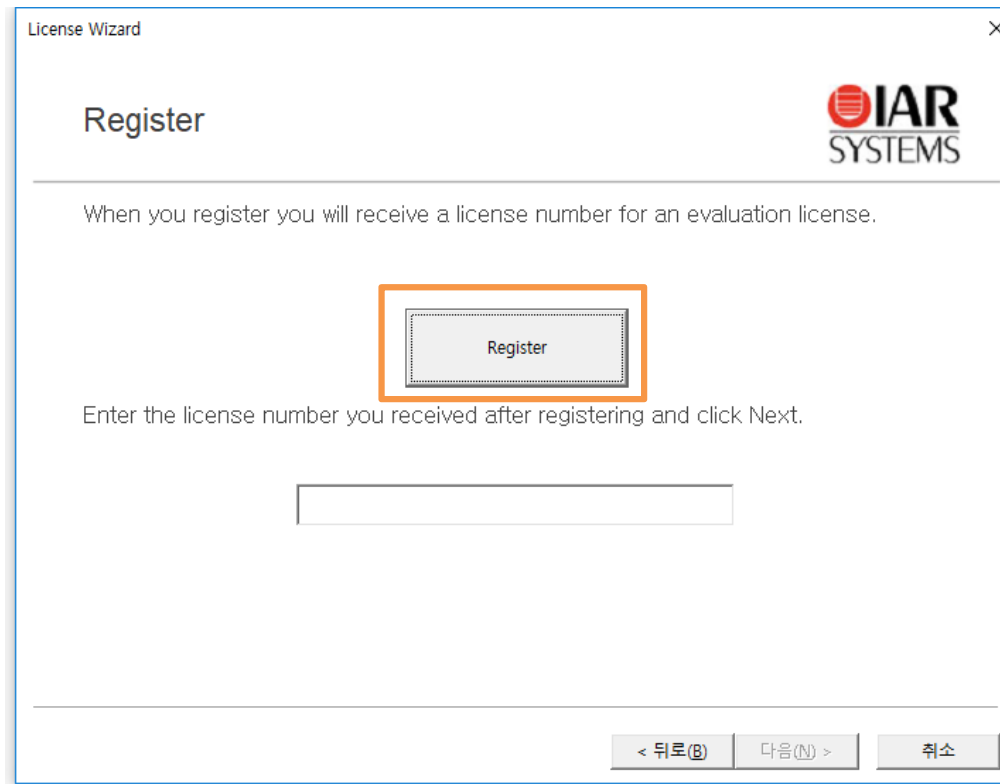 License Wizard
Register
IAR
SYSTEMS
When you register you will receive a license number for an evaluation license.
Register
Enter the license number you received after registering and click Next.
< 뒤로(B) 다음(N) > 취소